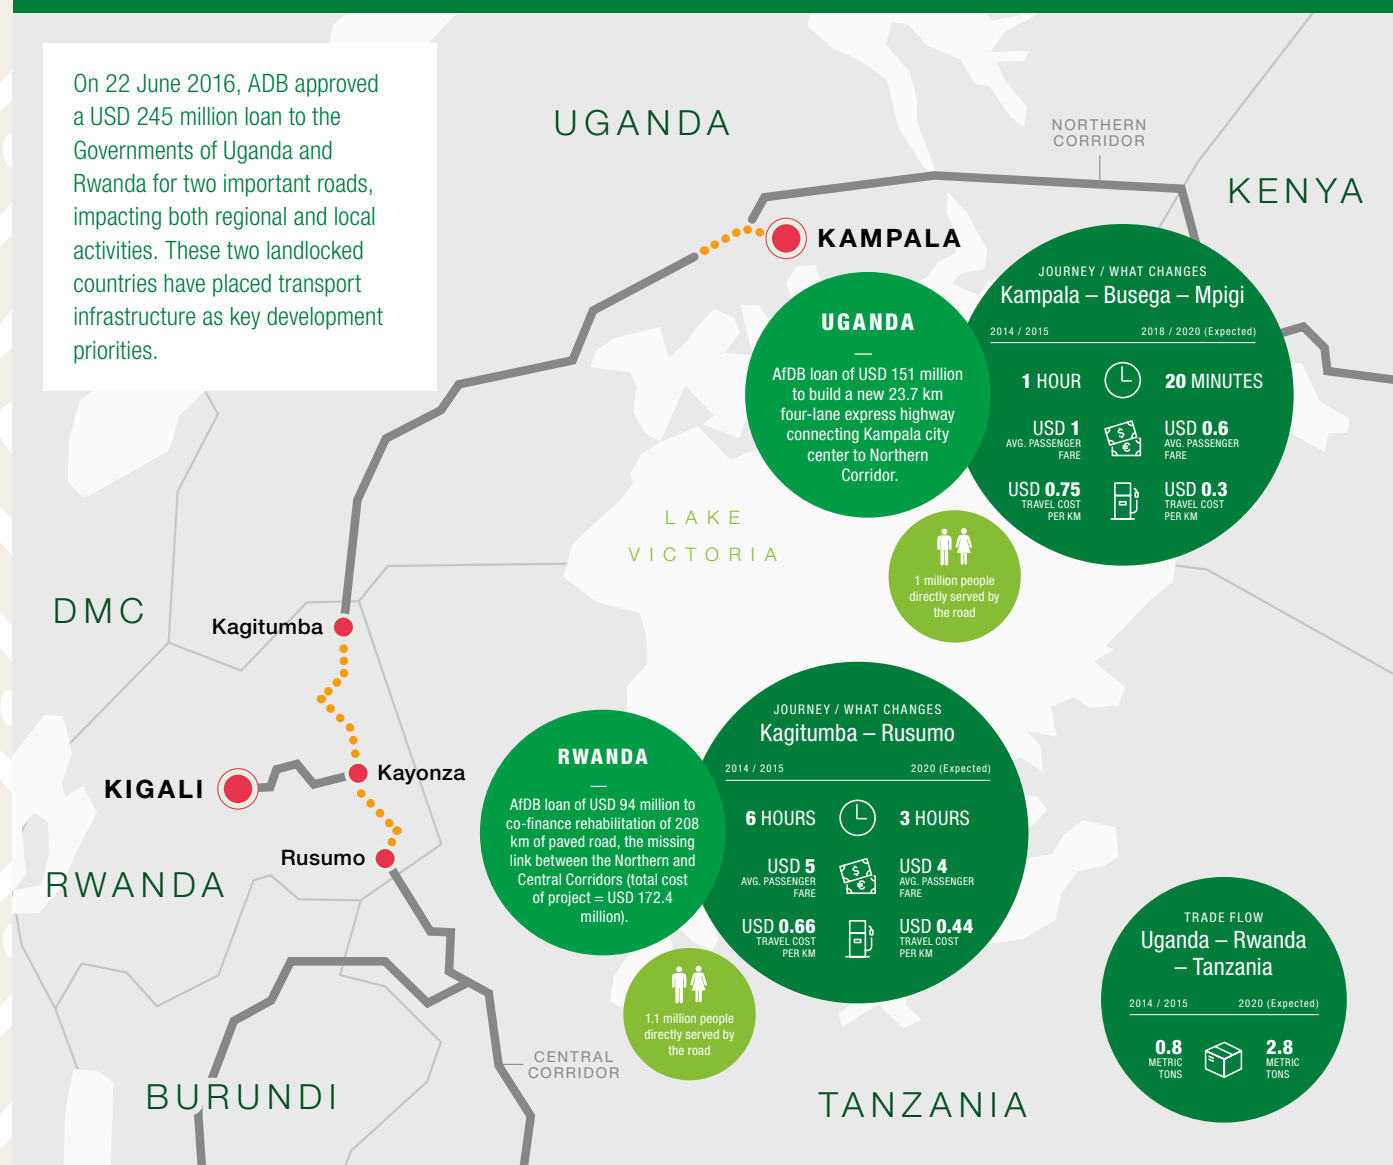 On 22 June 2016, ADB approved
a USD 245 million loan to the
Governments of Uganda and
Rwanda for two important roads,
impacting both regional and local
activities. These two landlocked
countries have placed transport
infrastructure as key development
priorities.
UGANDA
NORTHERN
CORRIDOR
KENYA
KAMPALA
UGANDA
AfDB loan of USD 151 million
to build a new 23.7 km
four-lane express highway
connecting Kampala city
center to Northern
Corridor.
JOURNEY / WHAT CHANGES
Kampala – Busega – Mpigi
2014 / 2015 2018 / 2020 (Expected)
1 HOUR 20 MINUTES
USD 1 USD 0.6
AVG. PASSENGER AVG. PASSENGER
FARE FARE
USD 0.75 USD 0.3
TRAVEL COST TRAVEL COST
PER KM PER KM
1 million people
directly served by
the road
LAKE
VICTORIA
DMC
Kagitumba
KIGALI
Kayonza
Rusumo
RWANDA
RWANDA
AfDB loan of USD 94 million to
co-finance rehabilitation of 208
km of paved road, the missing
link between the Northern and
Central Corridors (total cost
of project = USD 172.4
million).
JOURNEY / WHAT CHANGES
Kagitumba – Rusumo
2014 / 2015 2020 (Expected)
6 HOURS 3 HOURS
USD 5 USD 4
AVG. PASSENGER AVG. PASSENGER
FARE FARE
USD 0.66 USD 0.44
TRAVEL COST TRAVEL COST
PER KM PER KM
1.1 million people
directly served by
the road
TRADE FLOW
Uganda – Rwanda
– Tanzania
2014 / 2015 2020 (Expected)
0.8 2.8
METRIC METRIC
TONS TONS
CENTRAL
CORRIDOR
BURUNDI
TANZANIA